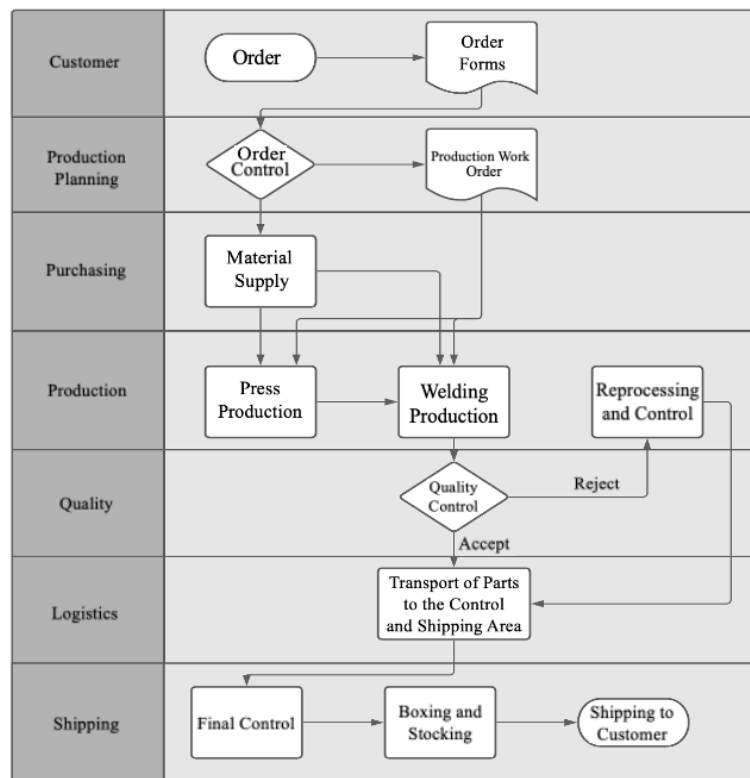 Customer
Order
Order
Forms
Production
Planning
Order
Control
Production Work
Order
Purchasing
Material
Supply
Production
Press
Production
Welding
Production
Reprocessing
and Control
Quality
Quality
Control
Reject
Accept
Logistics
Transport of Parts
to the Control
and Shipping Area
Shipping
Final Control
Boxing and
Stocking
Shipping to
Customer